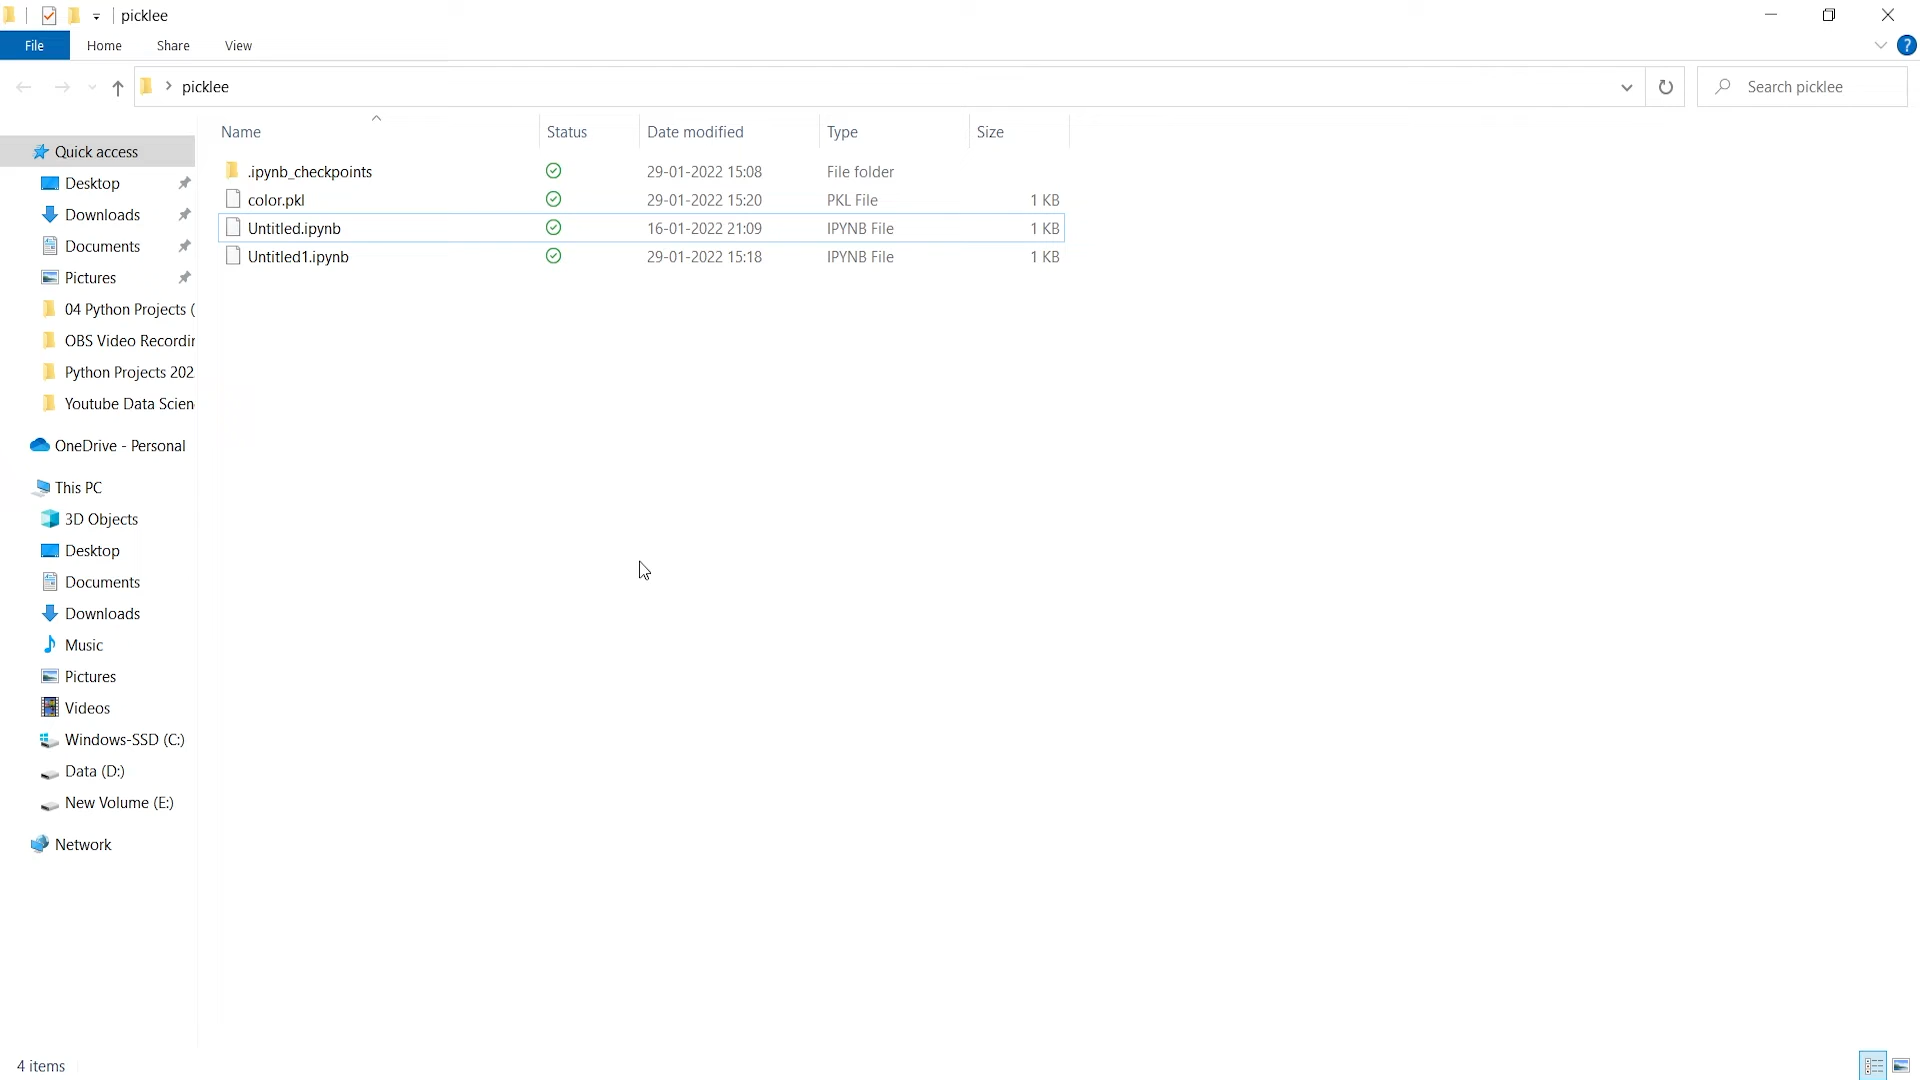 picklee
File Home Share View
picklee
Search picklee
Name Status Date modified Type Size
.ipynb_checkpoints 29-01-2022 15:08 File folder
color.pkl 29-01-2022 15:20 PKL File 1 KB
Untitled.ipynb 16-01-2022 21:09 IPYNB File 1 KB
Untitled1.ipynb 29-01-2022 15:18 IPYNB File 1 KB
Quick access
Desktop
Downloads
Documents
Pictures
04 Python Projects (
OBS Video Recordin
Python Projects 202
Youtube Data Scien
OneDrive - Personal
This PC
3D Objects
Desktop
Documents
Downloads
Music
Pictures
Videos
Windows-SSD (C:)
Data (D:)
New Volume (E:)
Network
4 items